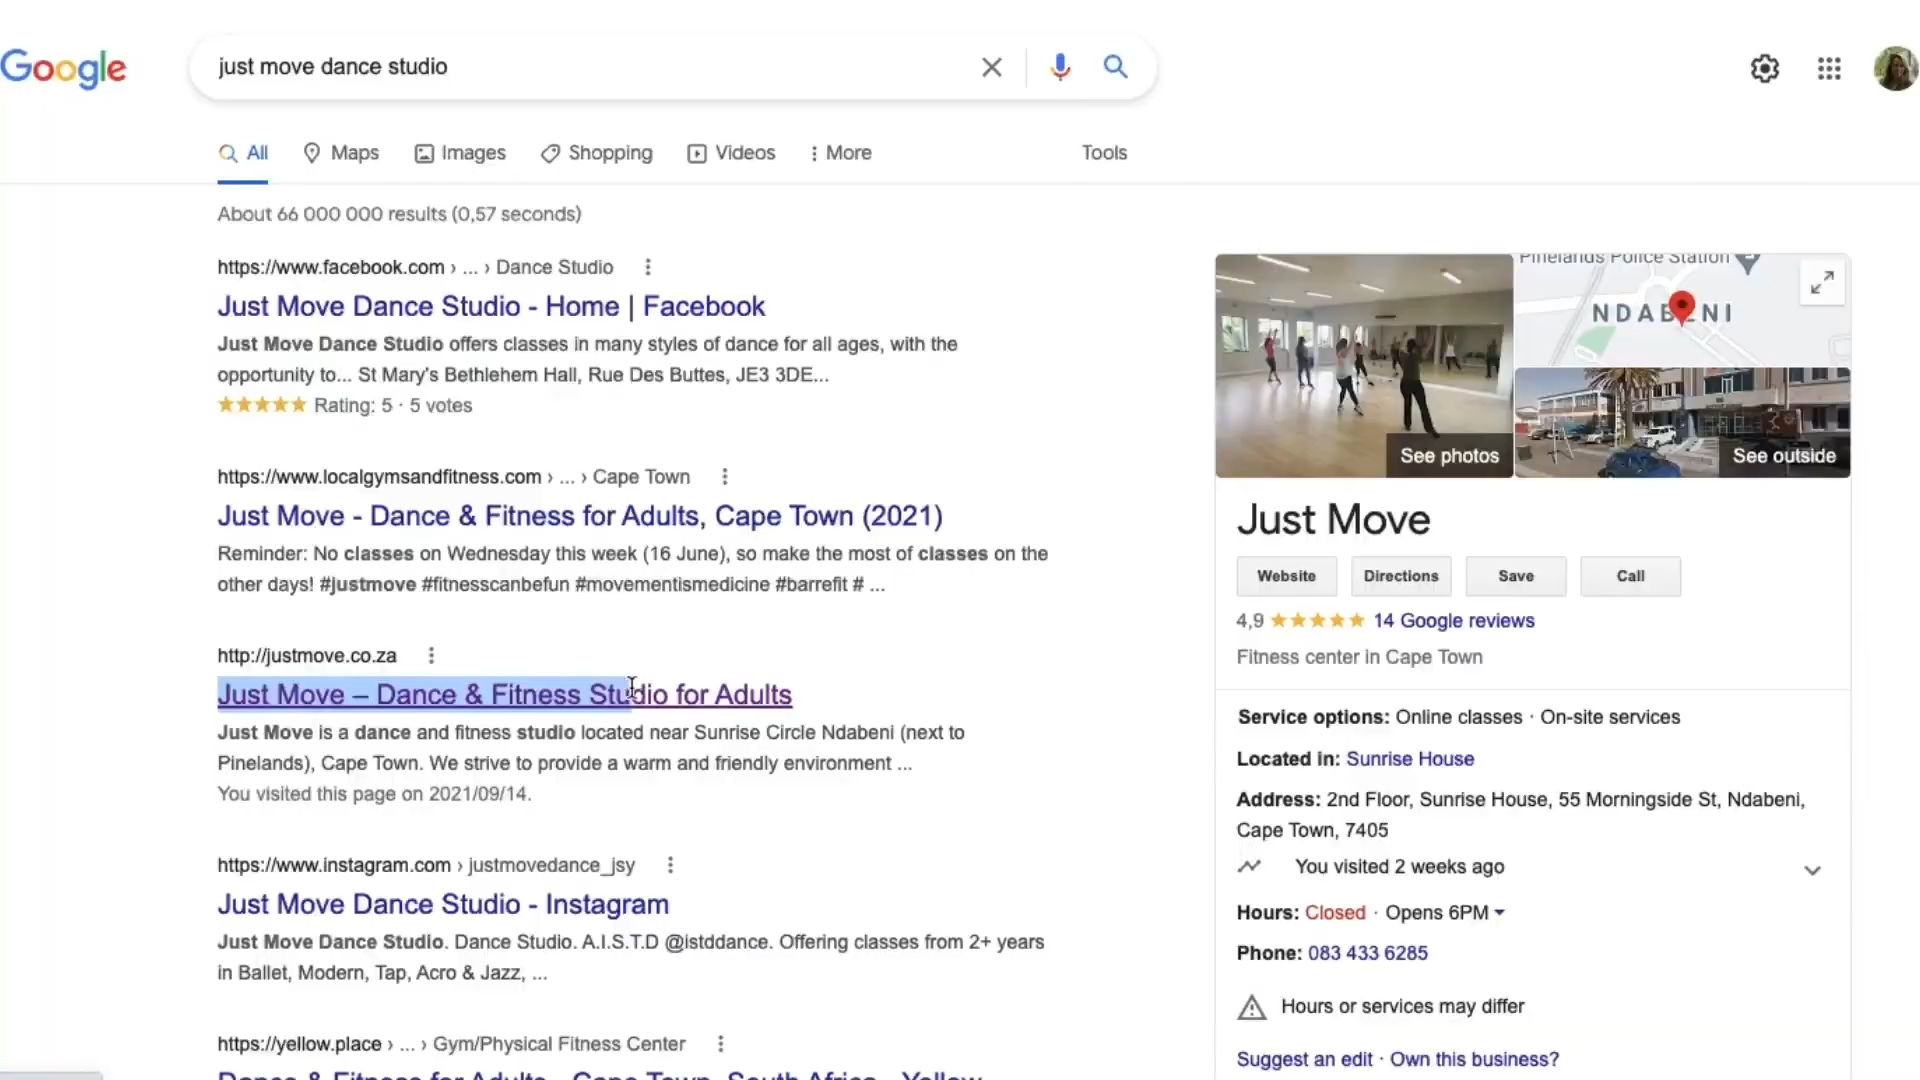 Google
just move dance studio
All
Maps
Images
Shopping
Videos
More
Tools
About 66 000 000 results (0,57 seconds)
https://www.facebook.com › ... › Dance Studio
Just Move Dance Studio - Home | Facebook
Just Move Dance Studio offers classes in many styles of dance for all ages, with the
opportunity to... St Mary's Bethlehem Hall, Rue Des Buttes, JE3 3DE...
Rating: 5 · 5 votes
https://www.localgymsandfitness.com › ... › Cape Town
Just Move - Dance & Fitness for Adults, Cape Town (2021)
Reminder: No classes on Wednesday this week (16 June), so make the most of classes on the
other days! #justmove #fitnesscanbefun #movementismedicine #barrefit # ...
http://justmove.co.za
Just Move – Dance & Fitness Studio for Adults
Just Move is a dance and fitness studio located near Sunrise Circle Ndabeni (next to
Pinelands), Cape Town. We strive to provide a warm and friendly environment ...
You visited this page on 2021/09/14.
https://www.instagram.com › justmovedance_jsy
Just Move Dance Studio - Instagram
Just Move Dance Studio. Dance Studio. A.I.S.T.D @istddance. Offering classes from 2+ years
in Ballet, Modern, Tap, Acro & Jazz, ...
https://yellow.place › ... › Gym/Physical Fitness Center
Dance & Fitness for Adults - Cape Town, South Africa - Yellow
Pinelands Police Station
NDABENI
See photos
See outside
Just Move
Website
Directions
Save
Call
4,9
14 Google reviews
Fitness center in Cape Town
Service options: Online classes · On-site services
Located in: Sunrise House
Address: 2nd Floor, Sunrise House, 55 Morningside St, Ndabeni,
Cape Town, 7405
You visited 2 weeks ago
Hours: Closed · Opens 6PM
Phone: 083 433 6285
Hours or services may differ
Suggest an edit · Own this business?